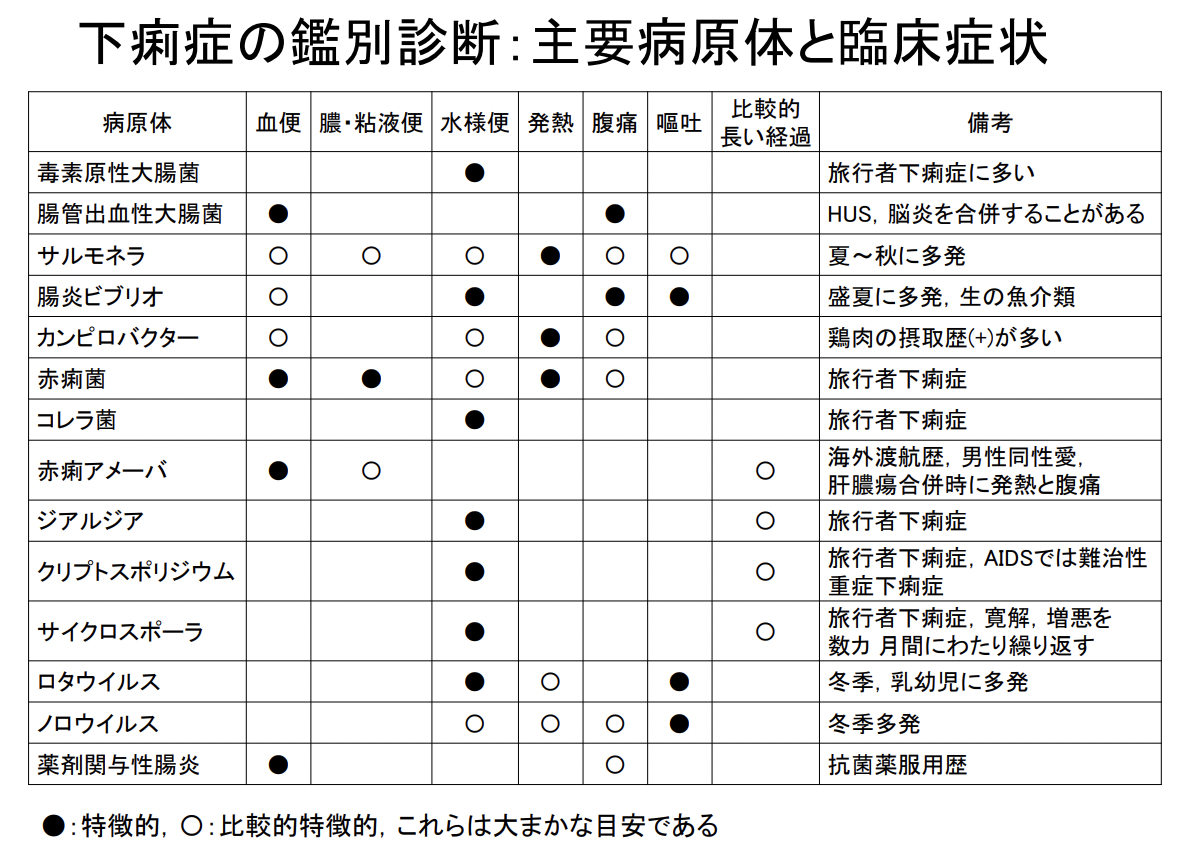 下痢症の鑑別診断：主要病原体と臨床症状
病原体 血便 膿・粘液便 水様便 発熱 腹痛 嘔吐 比較的 備考
長い経過
毒素原性大腸菌 ● 旅行者下痢症に多い
腸管出血性大腸菌 ● ● HUS，脳炎を合併することがある
サルモネラ ○ ○ ○ ● ○ ○ 夏～秋に多発
腸炎ビブリオ ○ ● ● ● 盛夏に多発，生の魚介類
カンピロバクター ○ ○ ● ○ 鶏肉の摂取歴(+)が多い
赤痢菌 ● ● ○ ● ○ 旅行者下痢症
コレラ菌 ● 旅行者下痢症
赤痢アメーバ ● ○ ○ 海外渡航歴，男性同性愛，
肝膿瘍合併時に発熱と腹痛
ジアルジア ● ○ 旅行者下痢症
クリプトスポリジウム ● ○ 旅行者下痢症，AIDSでは難治性
重症下痢症
サイクロスポーラ ● ○ 旅行者下痢症，寛解，増悪を
数カ 月間にわたり繰り返す
ロタウイルス ● ○ ● 冬季，乳幼児に多発
ノロウイルス ○ ○ ○ ● 冬季多発
薬剤関与性腸炎 ● ○ 抗菌薬服用歴
●：特徴的，○：比較的特徴的，これらは大まかな目安である